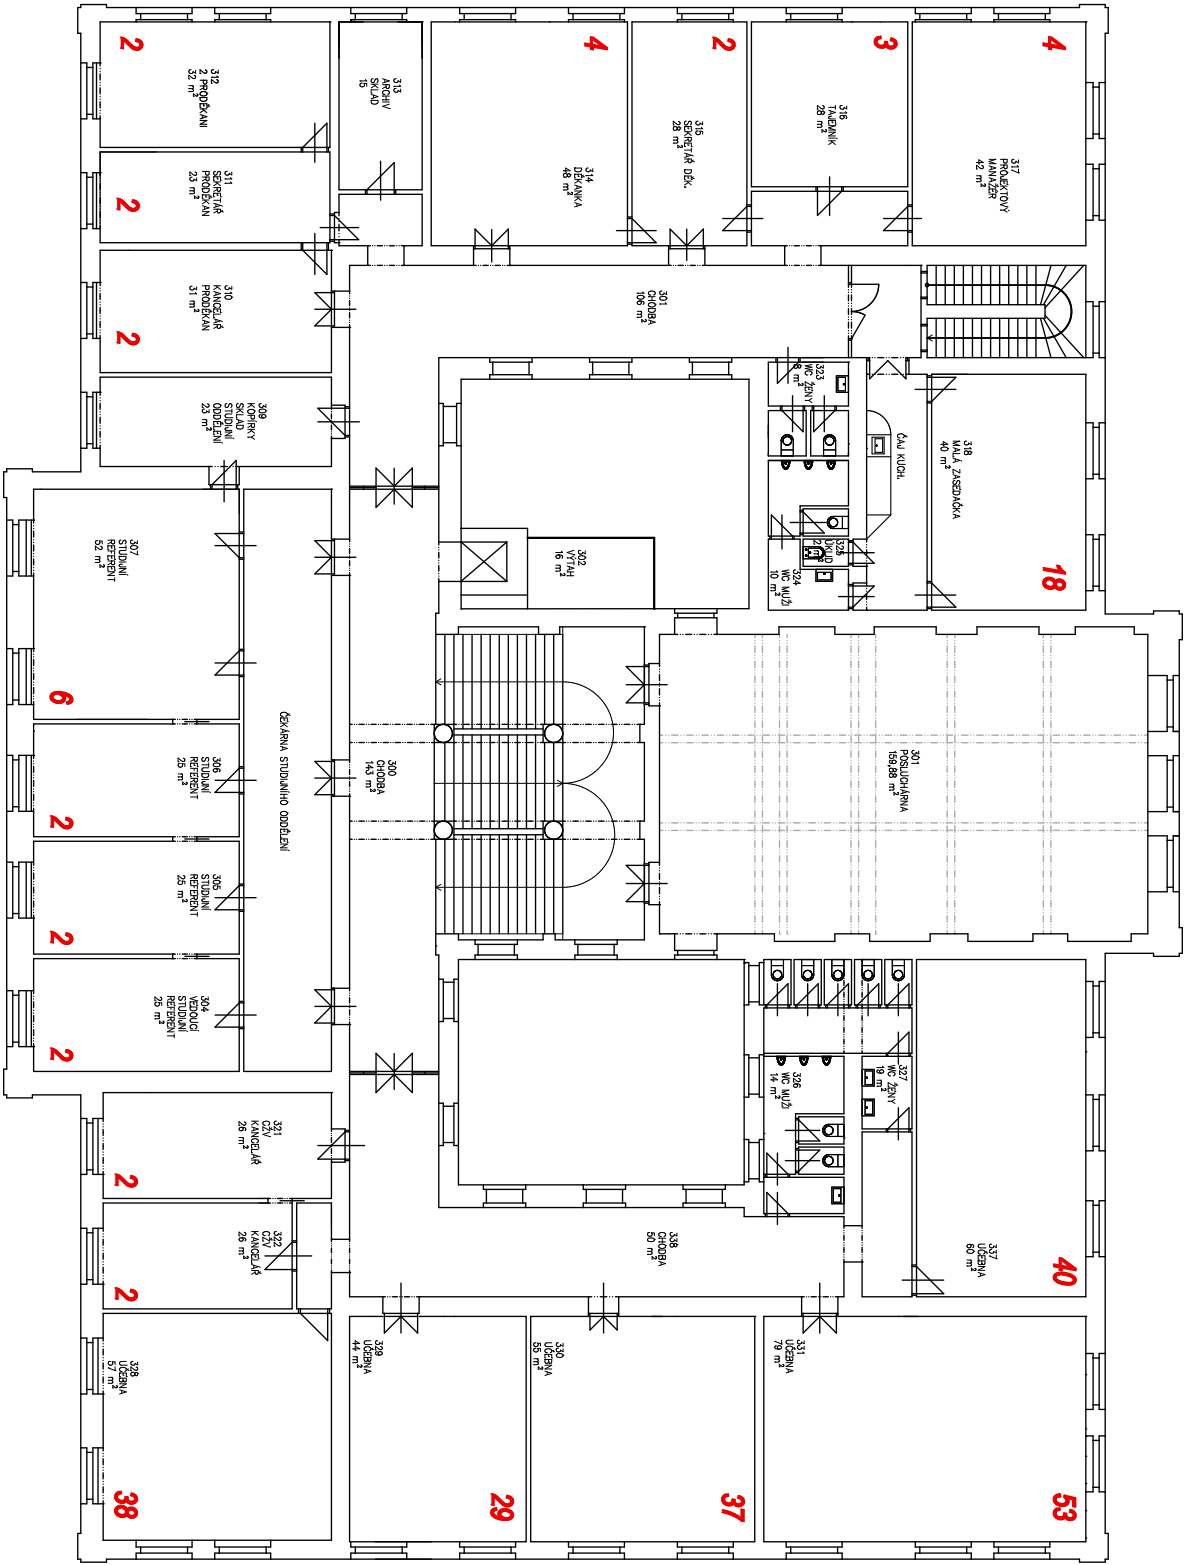 312
2 PRODĚKANI
32 m²
2
311
SEKRETÁŘ
PRODĚKAN
23 m²
2
310
KANCELÁŘ
PRODĚKAN
31 m²
2
309
KOPÍRKY
SKLAD
STUDIJNÍ
ODDĚLENÍ
23 m²
313
ARCHIV
SKLAD
15
314
DĚKANKA
48 m²
4
315
SEKRETÁŘ DĚK.
28 m²
2
316
TAJEMNÍK
28 m²
3
317
PROJEKTOVÝ
MANAŽER
42 m²
4
301
CHODBA
106 m²
323
WC ŽENY
8 m²
ČAJ. KUCH.
318
MALÁ ZASEDAČKA
40 m²
18
325
ÚKLID
2 m²
324
WC MUŽI
10 m²
302
VÝTAH
16 m²
307
STUDIJNÍ
REFERENT
52 m²
6
306
STUDIJNÍ
REFERENT
25 m²
2
305
STUDIJNÍ
REFERENT
25 m²
2
304
VEDOUCÍ
STUDIJNÍ
REFERENT
25 m²
2
ČEKÁRNA STUDIJNÍHO ODDĚLENÍ
300
CHODBA
143 m²
301
POSLUCHÁRNA
159,88 m²
327
WC ŽENY
19 m²
326
WC MUŽI
14 m²
321
CŽV
KANCELÁŘ
26 m²
2
322
CŽV
KANCELÁŘ
26 m²
2
338
CHODBA
50 m²
337
UČEBNA
60 m²
40
328
UČEBNA
57 m²
38
329
UČEBNA
44 m²
29
330
UČEBNA
55 m²
37
331
UČEBNA
79 m²
53